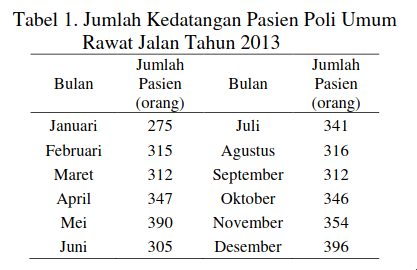 Tabel 1. Jumlah Kedatangan Pasien Poli Umum
Rawat Jalan Tahun 2013
Bulan Jumlah Pasien (orang) Bulan Jumlah Pasien (orang)
Januari 275 Juli 341
Februari 315 Agustus 316
Maret 312 September 312
April 347 Oktober 346
Mei 390 November 354
Juni 305 Desember 396